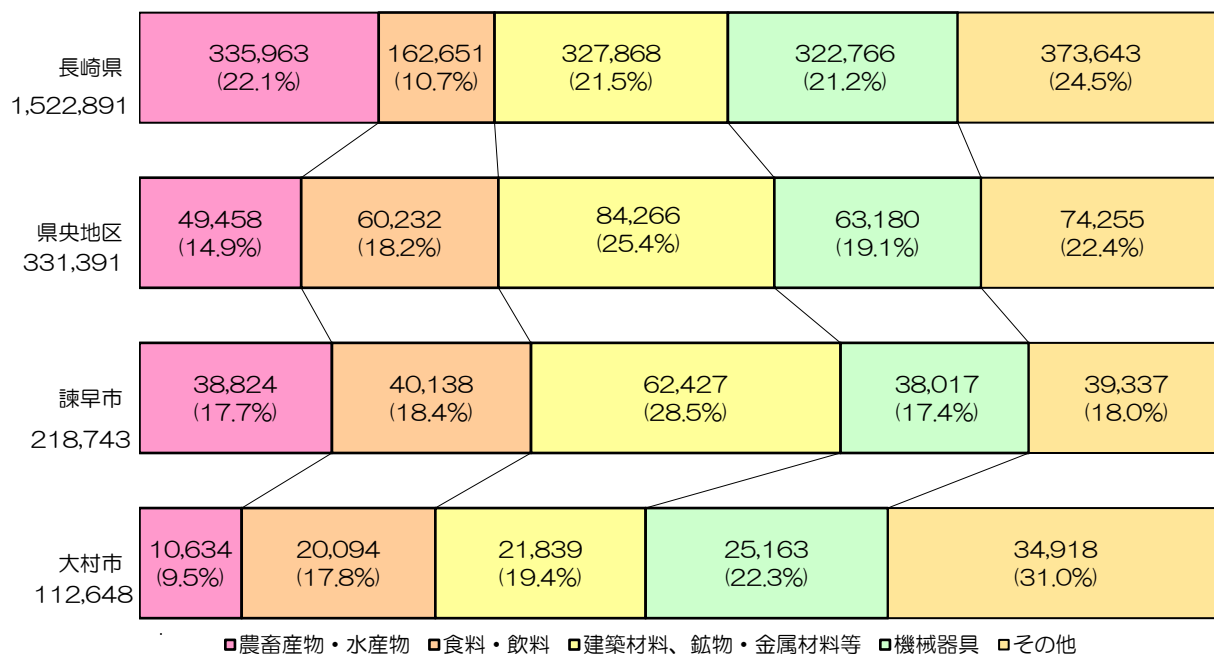 335,963 162,651 327,868 322,766 373,643
長崎県
(22.1%) (10.7%) (21.5%) (21.2%) (24.5%)
1,522,891
49,458 60,232 84,266 63,180 74,255
県央地区
(14.9%) (18.2%) (25.4%) (19.1%) (22.4%)
331,391
38,824 40,138 62,427 38,017 39,337
諫早市
(17.7%) (18.4%) (28.5%) (17.4%) (18.0%)
218,743
10,634 20,094 21,839 25,163 34,918
大村市
(9.5%) (17.8%) (19.4%) (22.3%) (31.0%)
112,648
農畜産物・水産物 食料・飲料 建築材料、鉱物・金属材料等 機械器具 その他